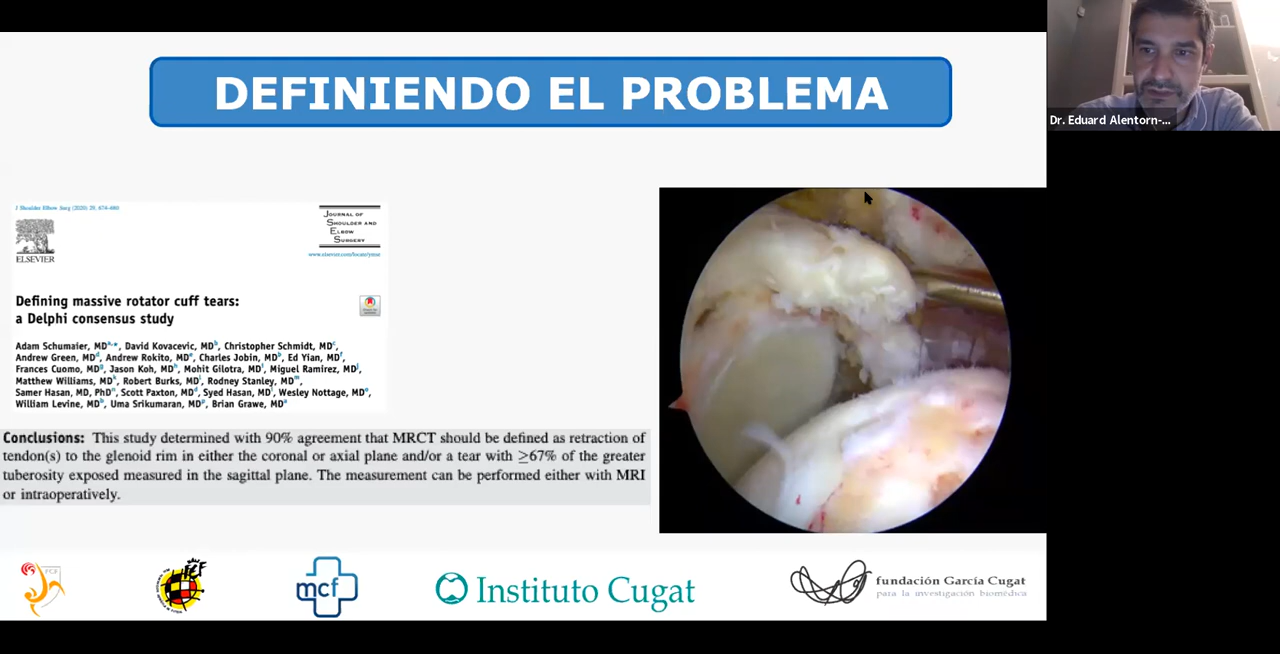 DEFINIENDO EL PROBLEMA
Dr. Eduard Alentorn-...
J Shoulder Elbow Surg (2020) 29, 674–680
ELSEVIER
JOURNAL OF
SHOULDER AND
ELBOW
SURGERY
www.elsevier.com/locate/ymse
Defining massive rotator cuff tears:
a Delphi consensus study
Adam Schumaier, MD, David Kovacevic, MD, Christopher Schmidt, MD,
Andrew Green, MD, Andrew Rokito, MD, Charles Jobin, MD, Ed Yian, MD,
Frances Cuomo, MD, Jason Koh, MD, Mohit Gilotra, MD, Miguel Ramirez, MD,
Matthew Williams, MD, Robert Burks, MD, Rodney Stanley, MD,
Samer Hasan, MD, PhD, Scott Paxton, MD, Syed Hasan, MD, Wesley Nottage, MD,
William Levine, MD, Uma Srikumaran, MD, Brian Grawe, MD
Conclusions: This study determined with 90% agreement that MRCT should be defined as retraction of
tendon(s) to the glenoid rim in either the coronal or axial plane and/or a tear with ≥67% of the greater
tuberosity exposed measured in the sagittal plane. The measurement can be performed either with MRI
or intraoperatively.
FCF
mcf
Instituto Cugat
fundación García Cugat
para la investigación biomédica